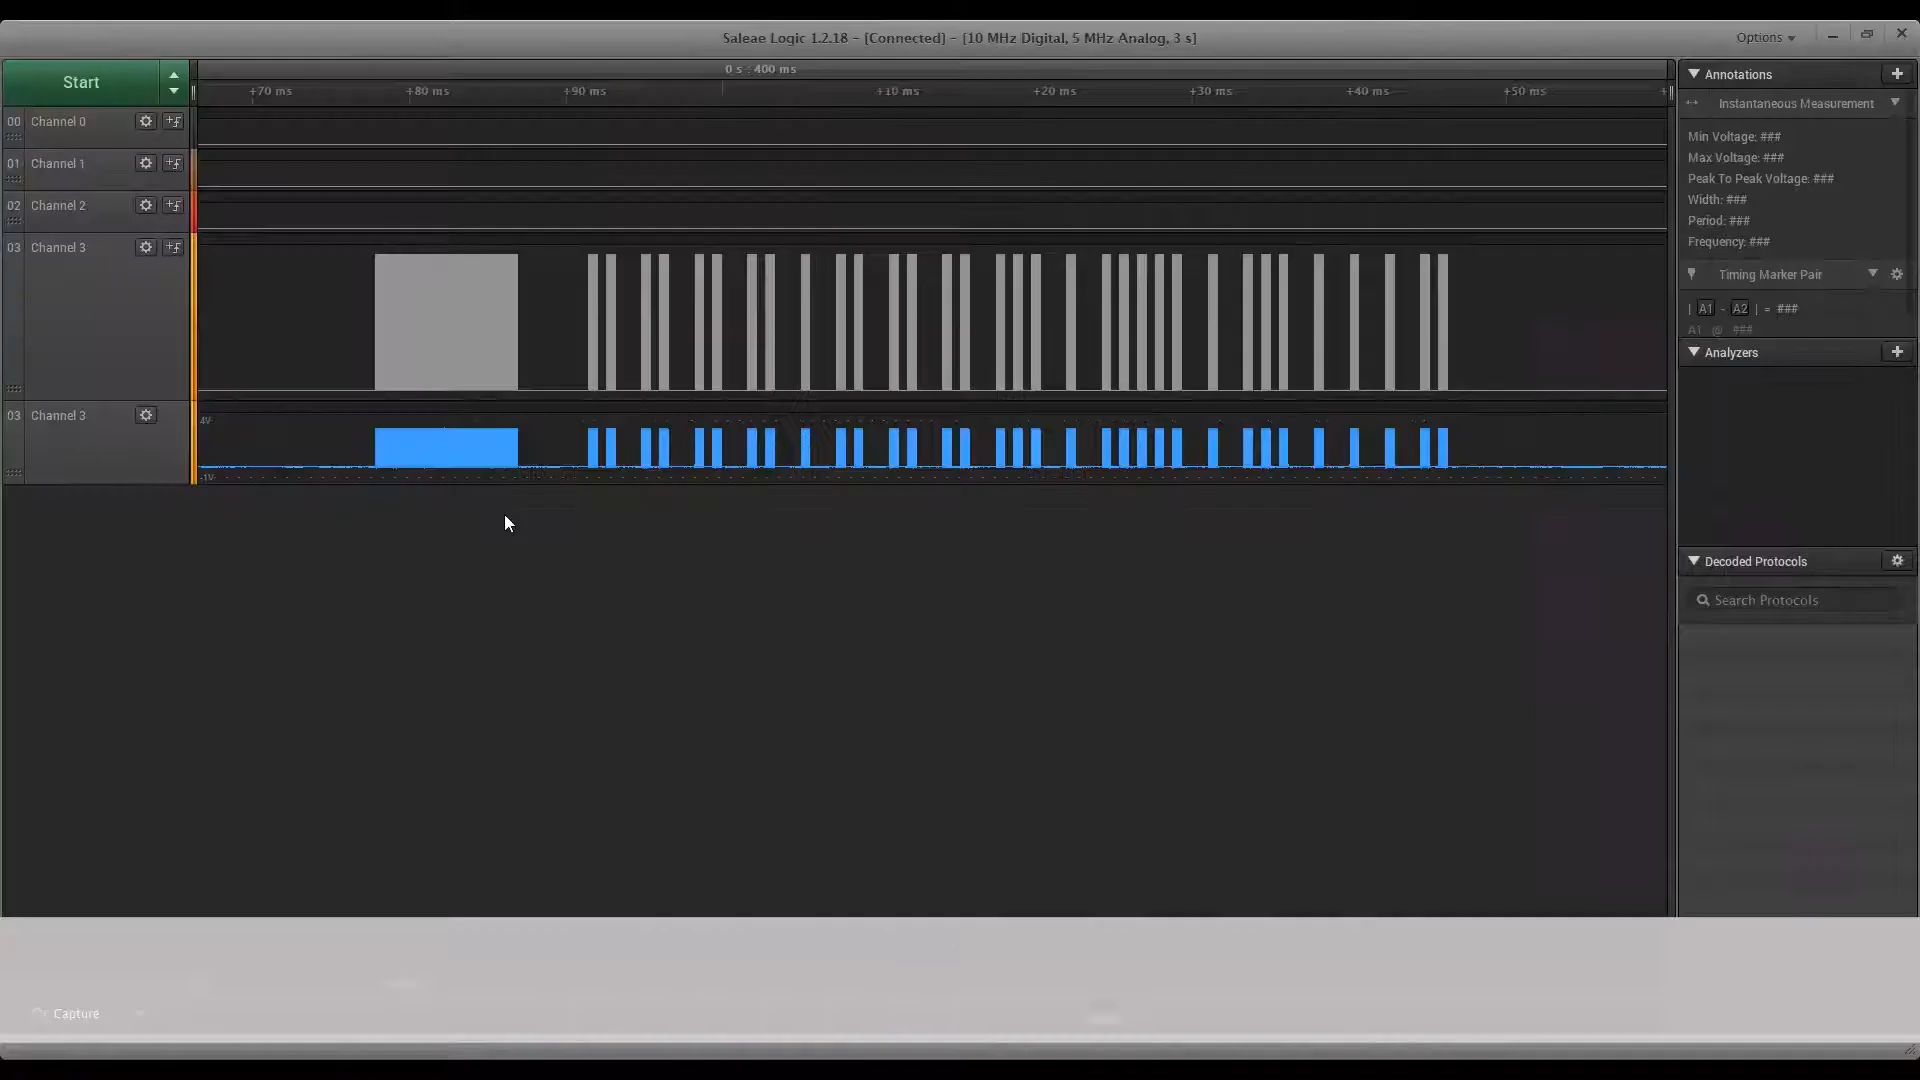 Saleae Logic 1.2.18 - [Connected] - [10 MHz Digital, 5 MHz Analog, 3 s]
Options
Start
0 s : 400 ms
+70 ms +80 ms +90 ms +10 ms +20 ms +30 ms +40 ms +50 ms +
00 Channel 0
01 Channel 1
02 Channel 2
03 Channel 3
03 Channel 3
4V
-1V
Annotations
Instantaneous Measurement
Min Voltage: ###
Max Voltage: ###
Peak To Peak Voltage: ###
Width: ###
Period: ###
Frequency: ###
Timing Marker Pair
| A1 - A2 | = ###
A1 @ ###
Analyzers
Decoded Protocols
Search Protocols
Capture